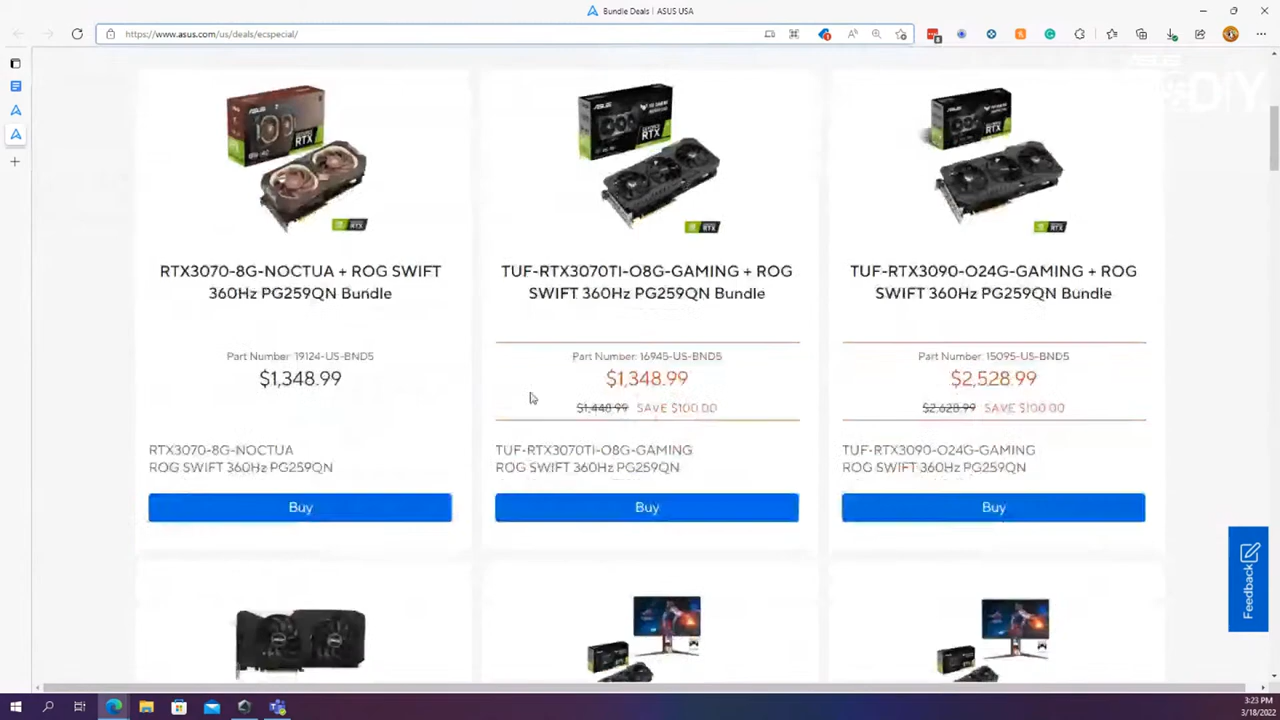 Bundle Deals | ASUS USA
https://www.asus.com/us/deals/ecspecial/
DIY
RTX3070-8G-NOCTUA + ROG SWIFT
360Hz PG259QN Bundle
Part Number: 19124-US-BND5
$1,348.99
RTX3070-8G-NOCTUA
ROG SWIFT 360Hz PG259QN
Buy
TUF-RTX3070TI-O8G-GAMING + ROG
SWIFT 360Hz PG259QN Bundle
Part Number: 16945-US-BND5
$1,348.99
$1,448.99 SAVE $100.00
TUF-RTX3070TI-O8G-GAMING
ROG SWIFT 360Hz PG259QN
Buy
TUF-RTX3090-O24G-GAMING + ROG
SWIFT 360Hz PG259QN Bundle
Part Number: 15095-US-BND5
$2,528.99
$2,628.99 SAVE $100.00
TUF-RTX3090-O24G-GAMING
ROG SWIFT 360Hz PG259QN
Buy
Feedback
3:23 PM
3/18/2022